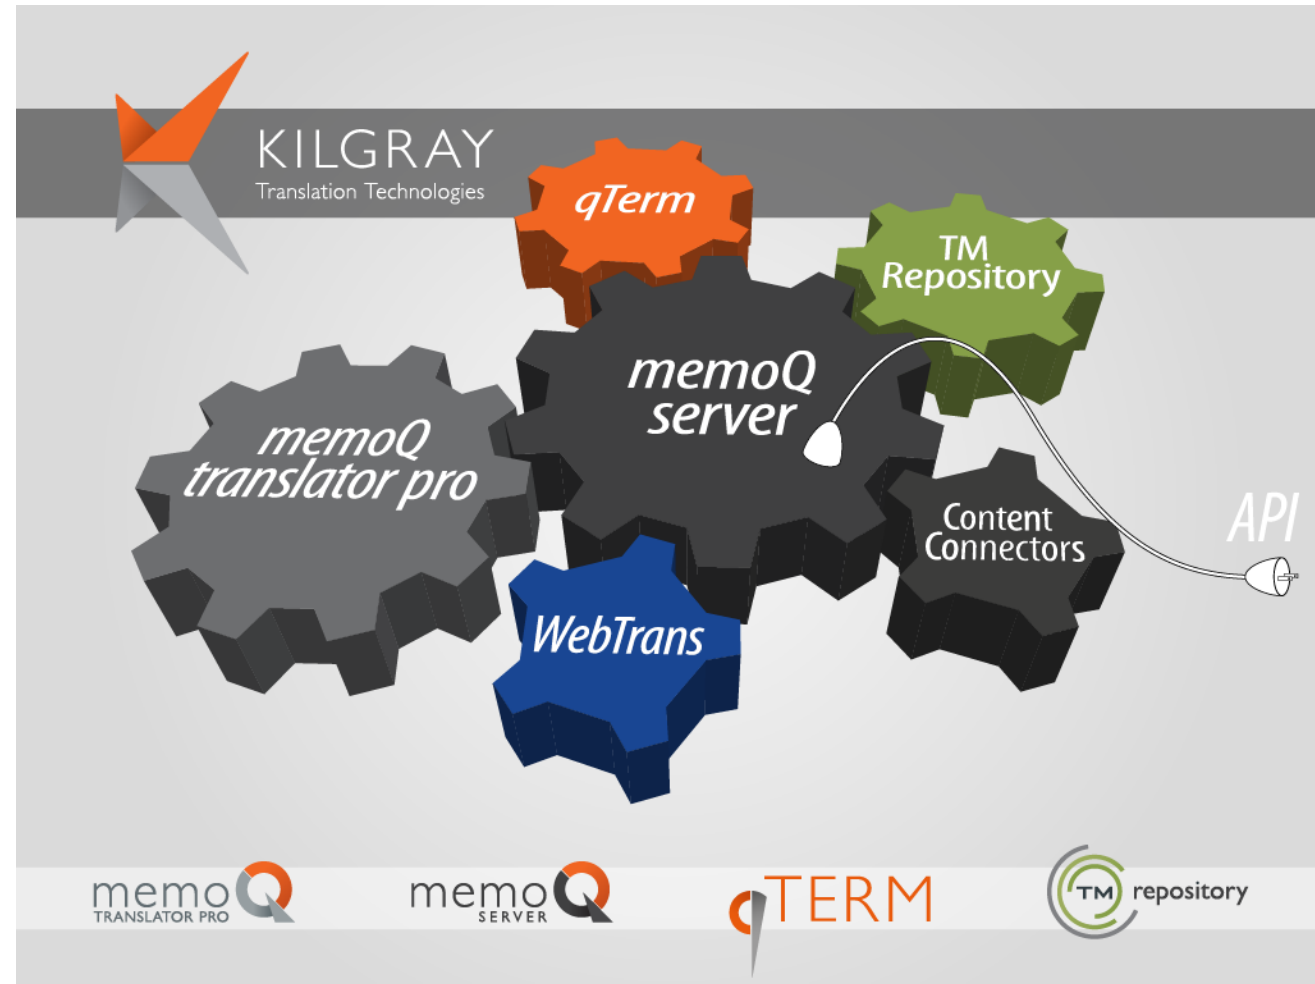 KILGRAY
Translation Technologies
qTerm
TM
Repository
memoQ
server
memoQ
translator pro
Content
Connectors
API
WebTrans
memoQ
TRANSLATOR PRO
memoQ
SERVER
qTERM
TM repository